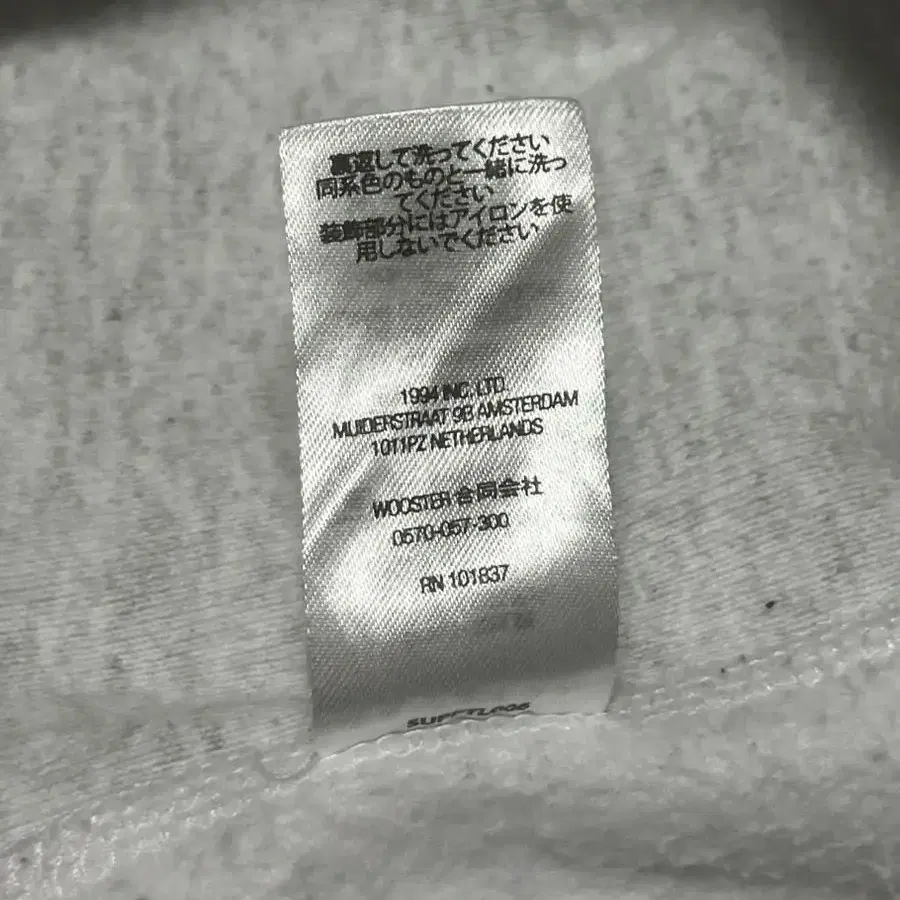 裏返して洗ってください
同系色のものと一緒に洗っ
てください
装飾部分にはアイロンを使
用しないでください
1994 INC. LTD.
MUIDERSTRAAT 9B AMSTERDAM
1011PZ NETHERLANDS
WOOSTER 合同会社
0570-057-300
RN 101837